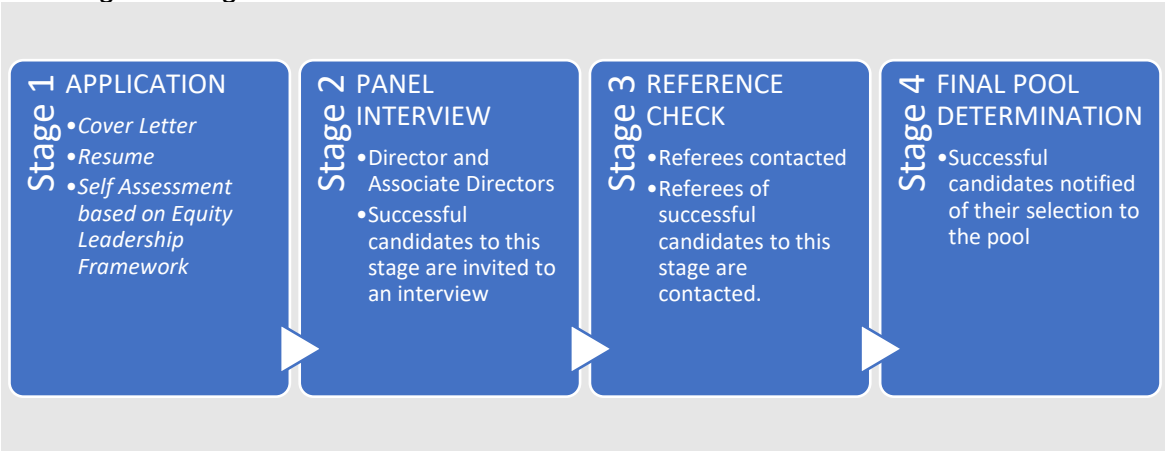 Stage 1
APPLICATION
•Cover Letter
•Resume
•Self Assessment
based on Equity
Leadership
Framework
Stage 2
PANEL
INTERVIEW
•Director and
Associate Directors
•Successful
candidates to this
stage are invited to
an interview
Stage 3
REFERENCE
CHECK
•Referees contacted
•Referees of
successful
candidates to this
stage are
contacted.
Stage 4
FINAL POOL
DETERMINATION
•Successful
candidates notified
of their selection to
the pool